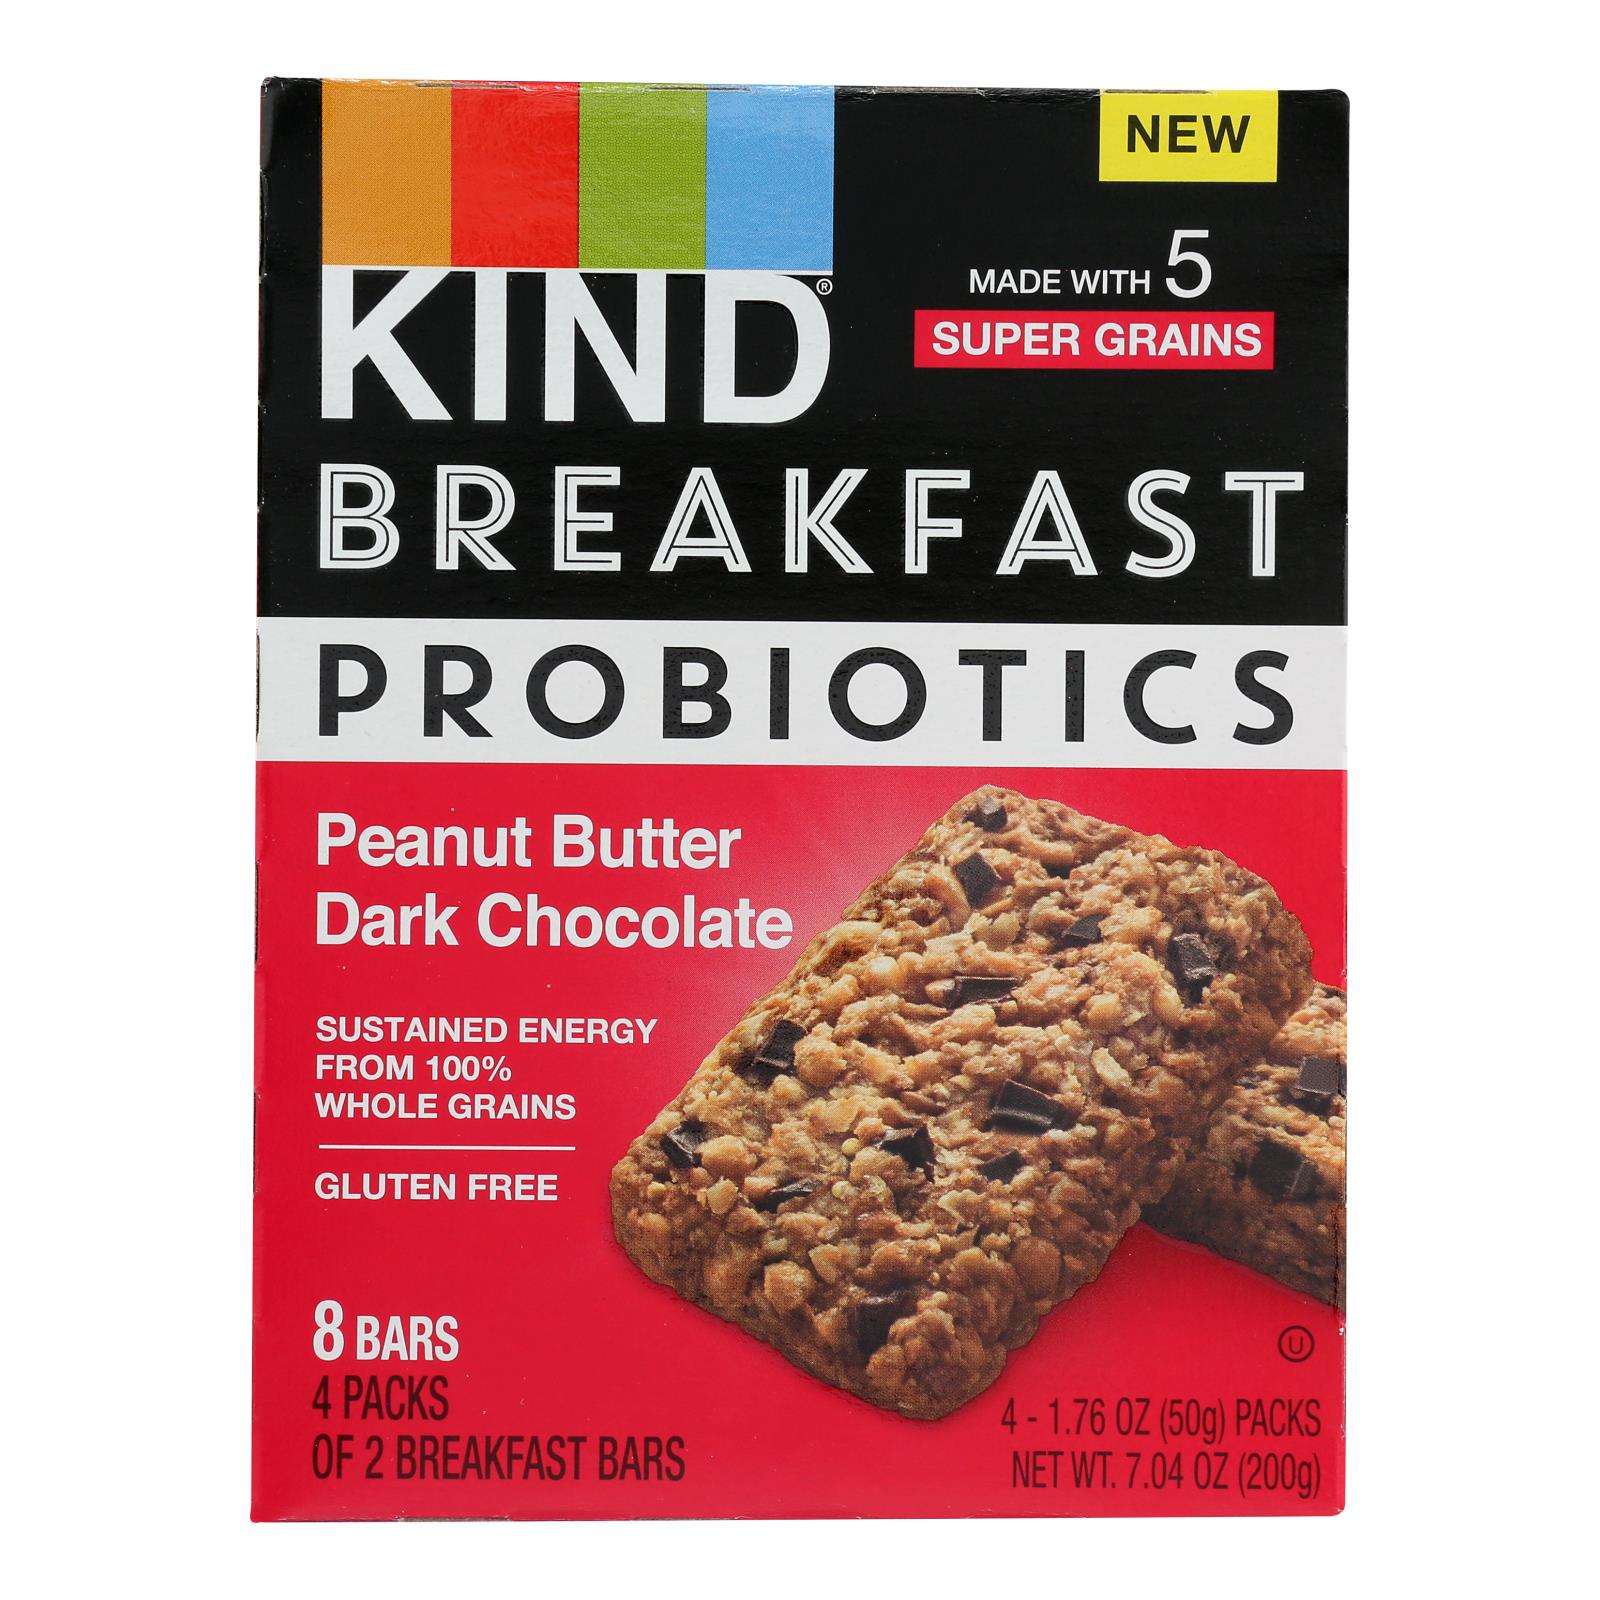 NEW
MADE WITH 5
SUPER GRAINS
KIND®
BREAKFAST
PROBIOTICS
Peanut Butter
Dark Chocolate
SUSTAINED ENERGY
FROM 100%
WHOLE GRAINS
GLUTEN FREE
8 BARS
4 PACKS
OF 2 BREAKFAST BARS
U
4 - 1.76 OZ (50g) PACKS
NET WT. 7.04 OZ (200g)